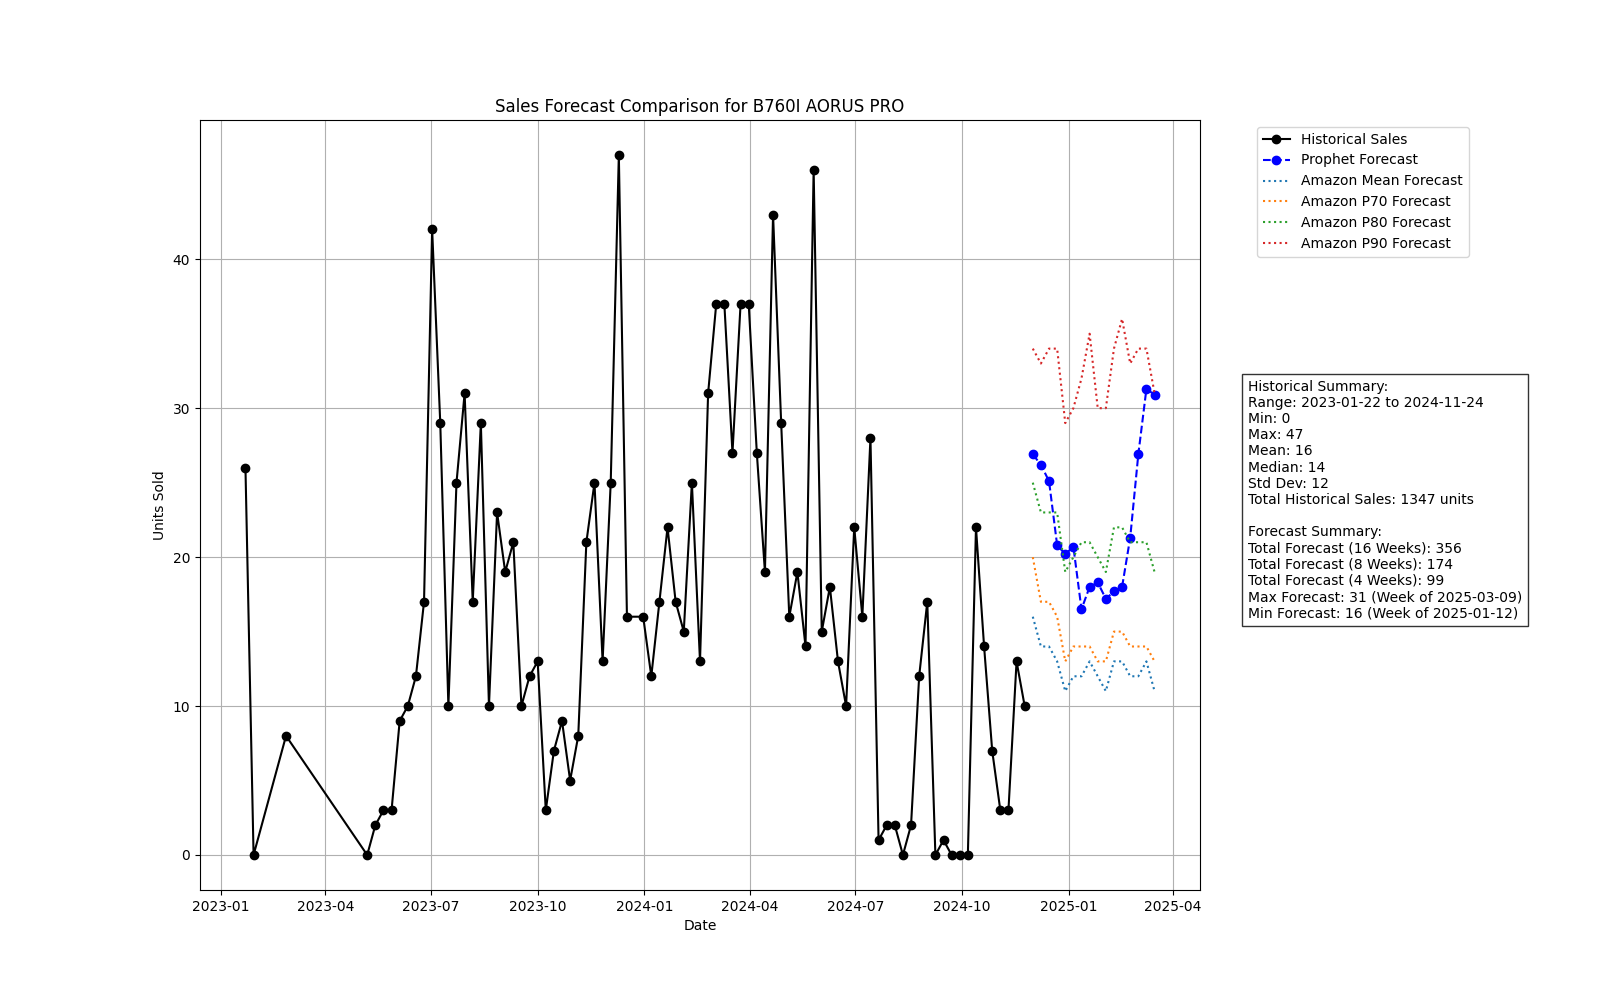 Sales Forecast Comparison for B760I AORUS PRO
Units Sold
40
30
20
10
0
2023-01
2023-04
2023-07
2023-10
2024-01
2024-04
2024-07
2024-10
2025-01
2025-04
Date
Historical Sales
Prophet Forecast
Amazon Mean Forecast
Amazon P70 Forecast
Amazon P80 Forecast
Amazon P90 Forecast
Historical Summary:
Range: 2023-01-22 to 2024-11-24
Min: 0
Max: 47
Mean: 16
Median: 14
Std Dev: 12
Total Historical Sales: 1347 units
Forecast Summary:
Total Forecast (16 Weeks): 356
Total Forecast (8 Weeks): 174
Total Forecast (4 Weeks): 99
Max Forecast: 31 (Week of 2025-03-09)
Min Forecast: 16 (Week of 2025-01-12)